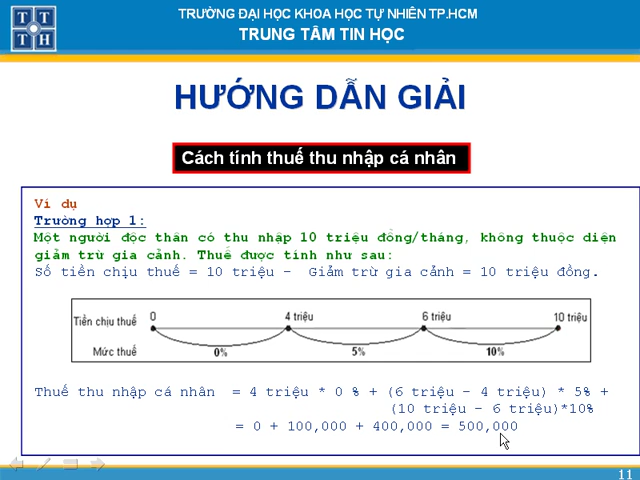 TRƯỜNG ĐẠI HỌC KHOA HỌC TỰ NHIÊN TP.HCM
TRUNG TÂM TIN HỌC
T T
T H
HƯỚNG DẪN GIẢI
Cách tính thuế thu nhập cá nhân
Ví dụ
Trường hợp 1:
Một người độc thân có thu nhập 10 triệu đồng/tháng, không thuộc diện
giảm trừ gia cảnh. Thuế được tính như sau:
Số tiền chịu thuế = 10 triệu – Giảm trừ gia cảnh = 10 triệu đồng.
Tiền chịu thuế 0 4 triệu 6 triệu 10 triệu
Mức thuế 0% 5% 10%
Thuế thu nhập cá nhân = 4 triệu * 0 % + (6 triệu – 4 triệu) * 5% +
(10 triệu – 6 triệu)*10%
= 0 + 100,000 + 400,000 = 500,000
11